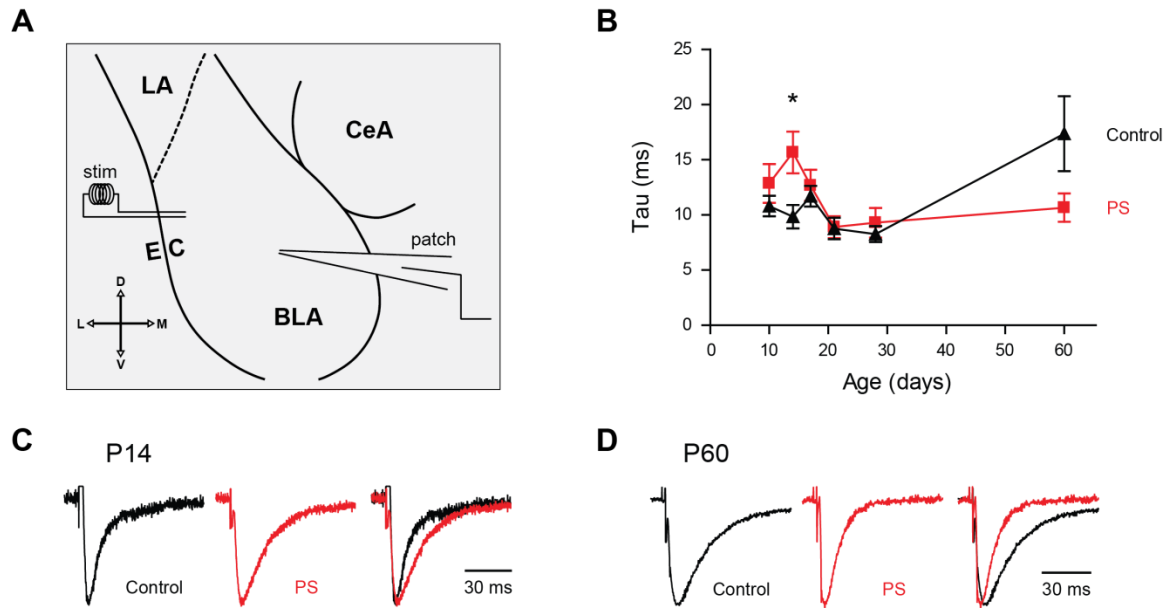 A
LA
CeA
stim
E C
patch
D
L M
V
BLA
B
25
20
15
10
5
0
Tau (ms)
*
Control
PS
0 10 20 30 40 50 60
Age (days)
C
P14
Control
PS
30 ms
D
P60
Control
PS
30 ms